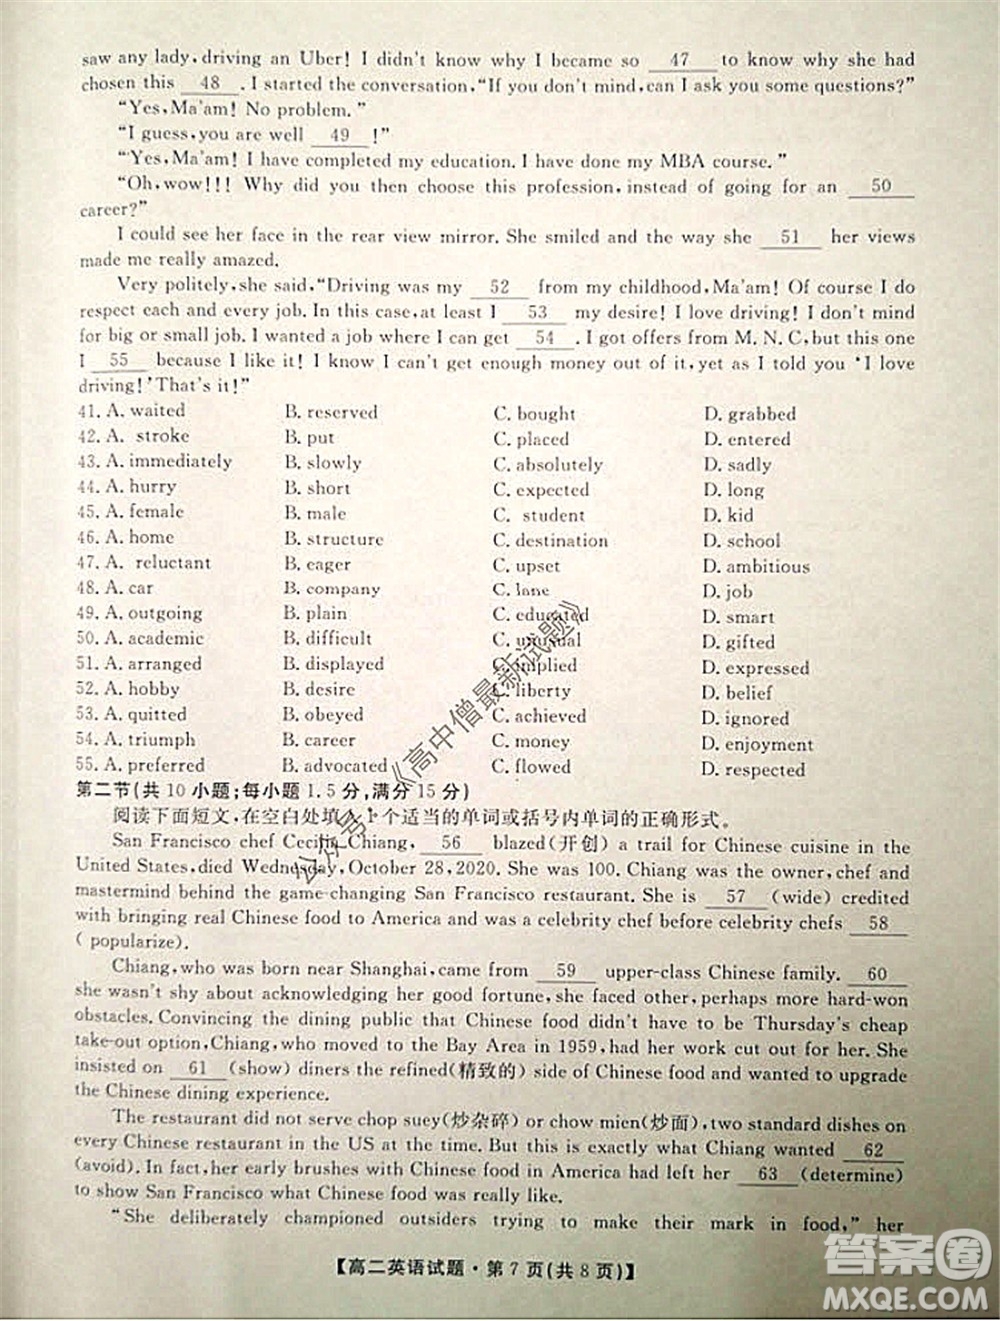 saw any lady, driving an Uber! I didn't know why I became so 47 to know why she had
chosen this 48 . I started the conversation, "If you don't mind, can I ask you some questions?"
"Yes, Ma'am! No problem."
"I guess, you are well 49 !"
"Yes, Ma'am! I have completed my education. I have done my MBA course."
"Oh, wow!!! Why did you then choose this profession, instead of going for an 50
career?"
I could see her face in the rear view mirror. She smiled and the way she 51 her views
made me really amazed.
Very politely, she said, "Driving was my 52 from my childhood, Ma'am! Of course I do
respect each and every job. In this case, at least I 53 my desire! I love driving! I don't mind
for big or small job. I wanted a job where I can get 54 . I got offers from M. N. C, but this one
I 55 because I like it! I know I can't get enough money out of it, yet as I told you 'I love
driving!' That's it!"
41. A. waited B. reserved C. bought D. grabbed
42. A. stroke B. put C. placed D. entered
43. A. immediately B. slowly C. absolutely D. sadly
44. A. hurry B. short C. expected D. long
45. A. female B. male C. student D. kid
46. A. home B. structure C. destination D. school
47. A. reluctant B. eager C. upset D. ambitious
48. A. car B. company C. lane D. job
49. A. outgoing B. plain C. educated D. smart
50. A. academic B. difficult C. unusual D. gifted
51. A. arranged B. displayed C. implied D. expressed
52. A. hobby B. desire C. liberty D. belief
53. A. quitted B. obeyed C. achieved D. ignored
54. A. triumph B. career C. money D. enjoyment
55. A. preferred B. advocated C. flowed D. respected
第二节(共 10 小题;每小题 1.5 分,满分 15 分)
阅读下面短文,在空白处填入 1 个适当的单词或括号内单词的正确形式。
San Francisco chef Cecilia Chiang, 56 blazed(开创) a trail for Chinese cuisine in the
United States, died Wednesday, October 28, 2020. She was 100. Chiang was the owner, chef and
mastermind behind the game-changing San Francisco restaurant. She is 57 (wide) credited
with bringing real Chinese food to America and was a celebrity chef before celebrity chefs 58
( popularize).
Chiang, who was born near Shanghai, came from 59 upper-class Chinese family. 60
she wasn't shy about acknowledging her good fortune, she faced other, perhaps more hard-won
obstacles. Convincing the dining public that Chinese food didn't have to be Thursday's cheap
take-out option, Chiang, who moved to the Bay Area in 1959, had her work cut out for her. She
insisted on 61 (show) diners the refined(精致的) side of Chinese food and wanted to upgrade
the Chinese dining experience.
The restaurant did not serve chop suey(炒杂碎) or chow mien(炒面), two standard dishes on
every Chinese restaurant in the US at the time. But this is exactly what Chiang wanted 62
(avoid). In fact, her early brushes with Chinese food in America had left her 63 (determine)
to show San Francisco what Chinese food was really like.
"She deliberately championed outsiders trying to make their mark in food," her
【高二英语试题·第 7 页(共 8 页)】
《高中僧最新试题》
答案圈
MXQE.COM